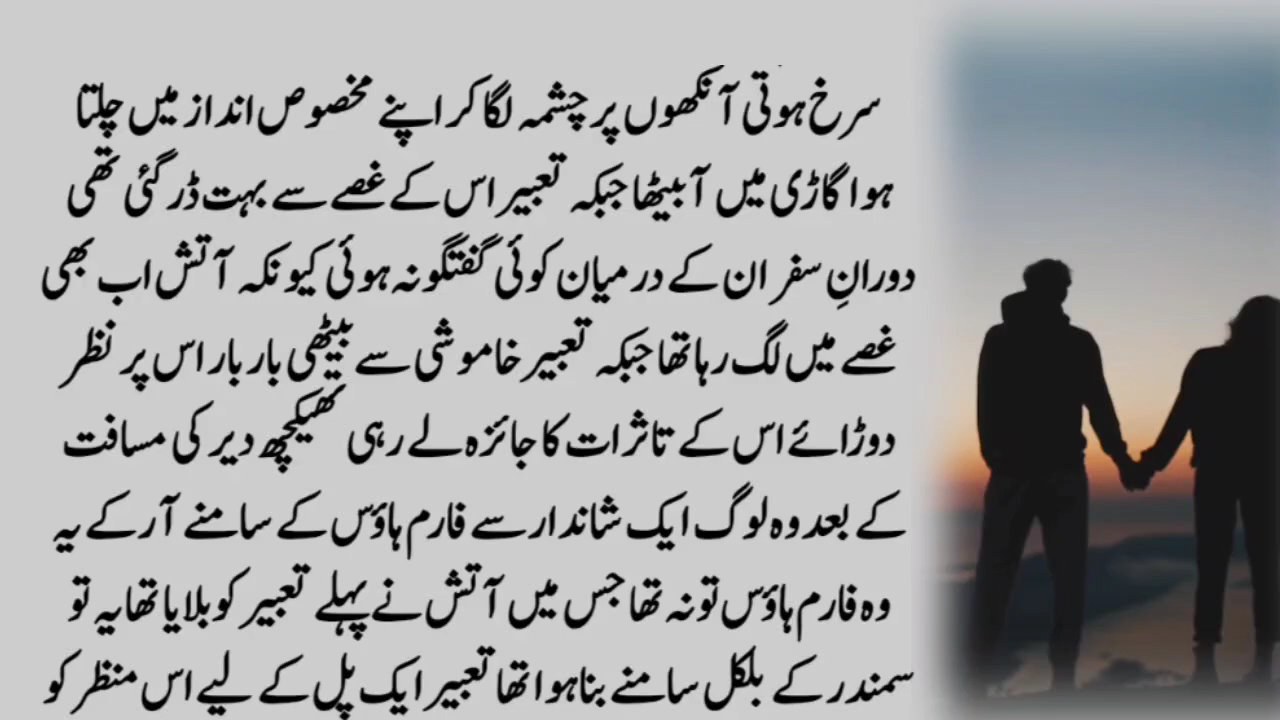 سرخ ہوتی آنکھوں پر چشمہ لگا کر اپنے مخصوص انداز میں چلتا
ہوا گاڑی میں آ بیٹھا جبکہ تعبیر اس کے غصے سے بہت ڈر گئی تھی
دورانِ سفر ان کے درمیان کوئی گفتگو نہ ہوئی کیونکہ آتش اب بھی
غصے میں لگ رہا تھا جبکہ تعبیر خاموشی سے بیٹھی بار بار اس پر نظر
دوڑائے اس کے تاثرات کا جائزہ لے رہی تھیکچھ دیر کی مسافت
کے بعد وہ لوگ ایک شاندار سے فارم ہاؤس کے سامنے آ رکے یہ
وہ فارم ہاؤس تو نہ تھا جس میں آتش نے پہلے تعبیر کو بلایا تھا یہ تو
سمندر کے بلکل سامنے بنا ہوا تھا تعبیر ایک پل کے لیے اس منظر کو